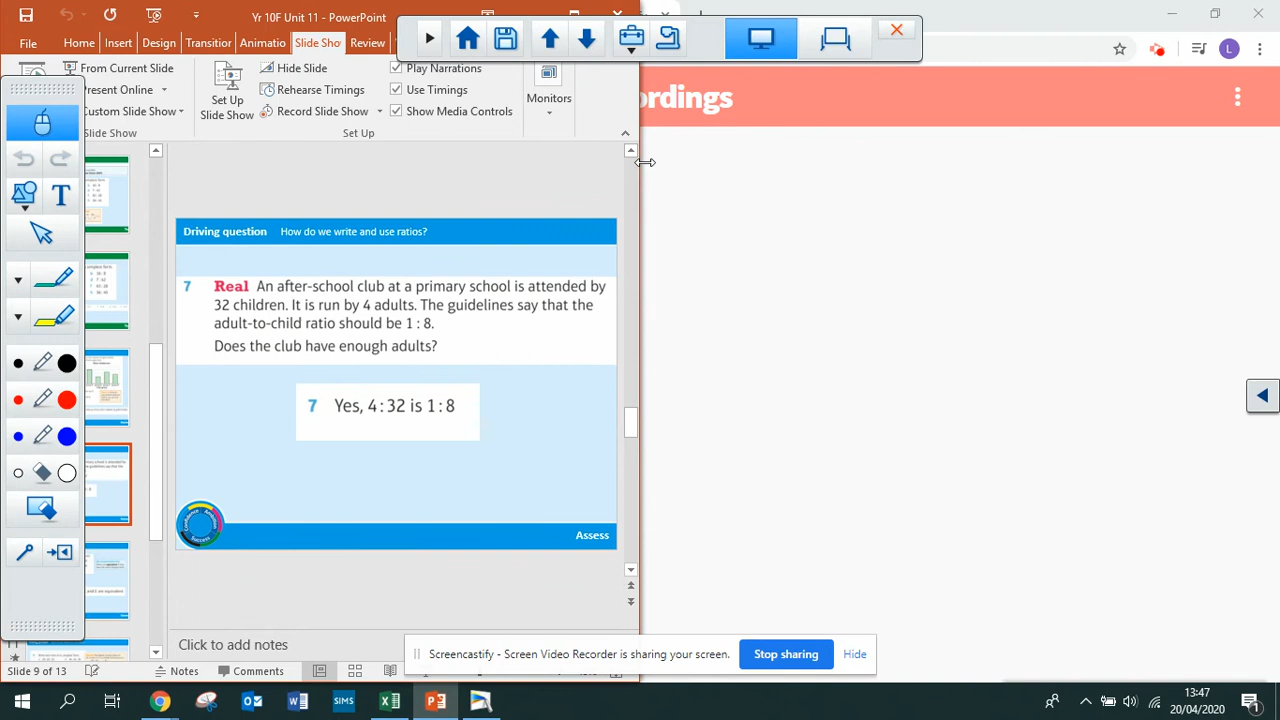 Yr 10F Unit 11 - PowerPoint
File Home Insert Design Transition Animatio Slide Sho Review
From Current Slide
Present Online
Custom Slide Show
Slide Show
Set Up
Slide Show
Hide Slide
Rehearse Timings
Record Slide Show
Play Narrations
Use Timings
Show Media Controls
Set Up
Monitors
ordings
L
T
Driving question How do we write and use ratios?
7 Real An after-school club at a primary school is attended by
32 children. It is run by 4 adults. The guidelines say that the
adult-to-child ratio should be 1 : 8.
Does the club have enough adults?
7 Yes, 4 : 32 is 1 : 8
Assess
Click to add notes
Slide 9 of 13
Notes
Comments
Screencastify - Screen Video Recorder is sharing your screen.
Stop sharing
Hide
SIMS
13:47
20/04/2020
1